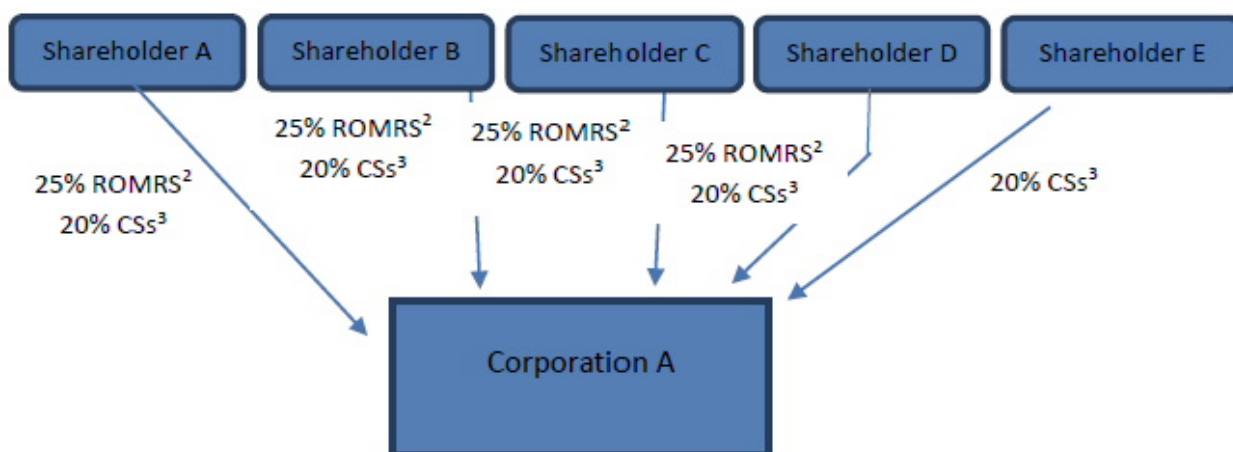 Shareholder A
Shareholder B
Shareholder C
Shareholder D
Shareholder E
25% ROMRS²
20% CSs³
25% ROMRS²
20% CSs³
25% ROMRS²
20% CSs³
25% ROMRS²
20% CSs³
20% CSs³
Corporation A